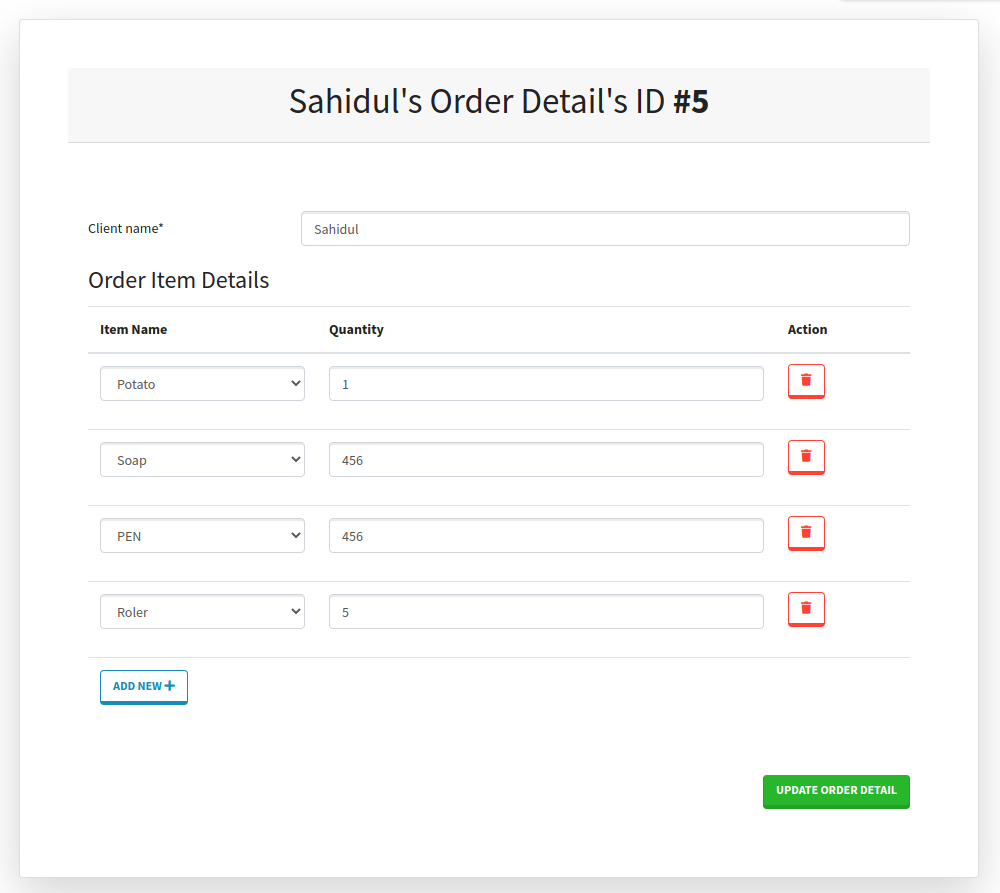 Sahidul's Order Detail's ID #5
Client name* Sahidul
Order Item Details
Item Name Quantity Action
Potato 1
Soap 456
PEN 456
Roler 5
ADD NEW
UPDATE ORDER DETAIL